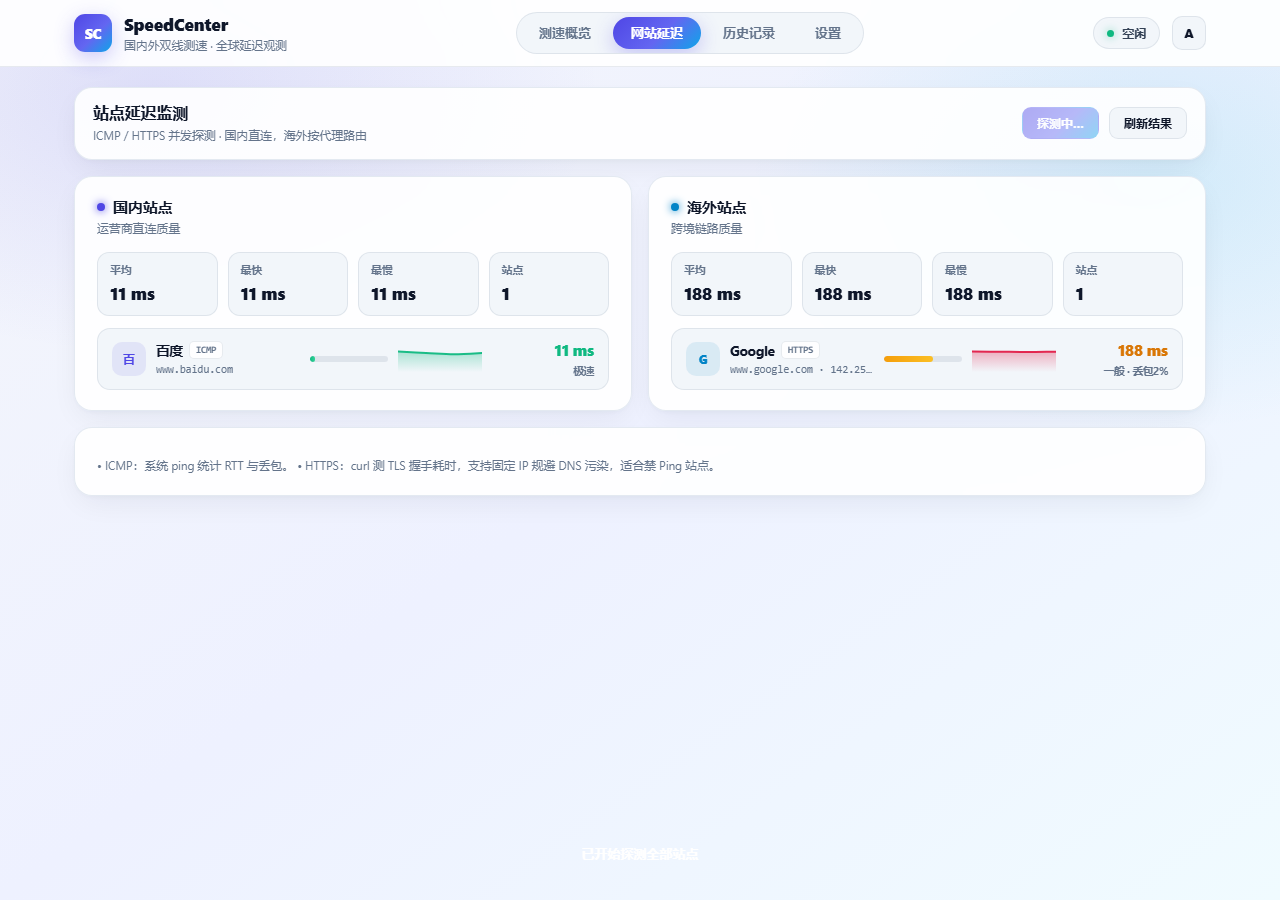 SC
SpeedCenter
国内外双线测速 · 全球延迟观测
测速概览
网站延迟
历史记录
设置
空闲
A
站点延迟监测
ICMP / HTTPS 并发探测 · 国内直连，海外按代理路由
探测中...
刷新结果
国内站点
运营商直连质量
平均
11 ms
最快
11 ms
最慢
11 ms
站点
1
百
百度
ICMP
www.baidu.com
11 ms
极速
海外站点
跨境链路质量
平均
188 ms
最快
188 ms
最慢
188 ms
站点
1
G
Google
HTTPS
www.google.com · 142.25…
188 ms
一般 · 丢包2%
• ICMP：系统 ping 统计 RTT 与丢包。 • HTTPS：curl 测 TLS 握手耗时，支持固定 IP 规避 DNS 污染，适合禁 Ping 站点。
已开始探测全部站点